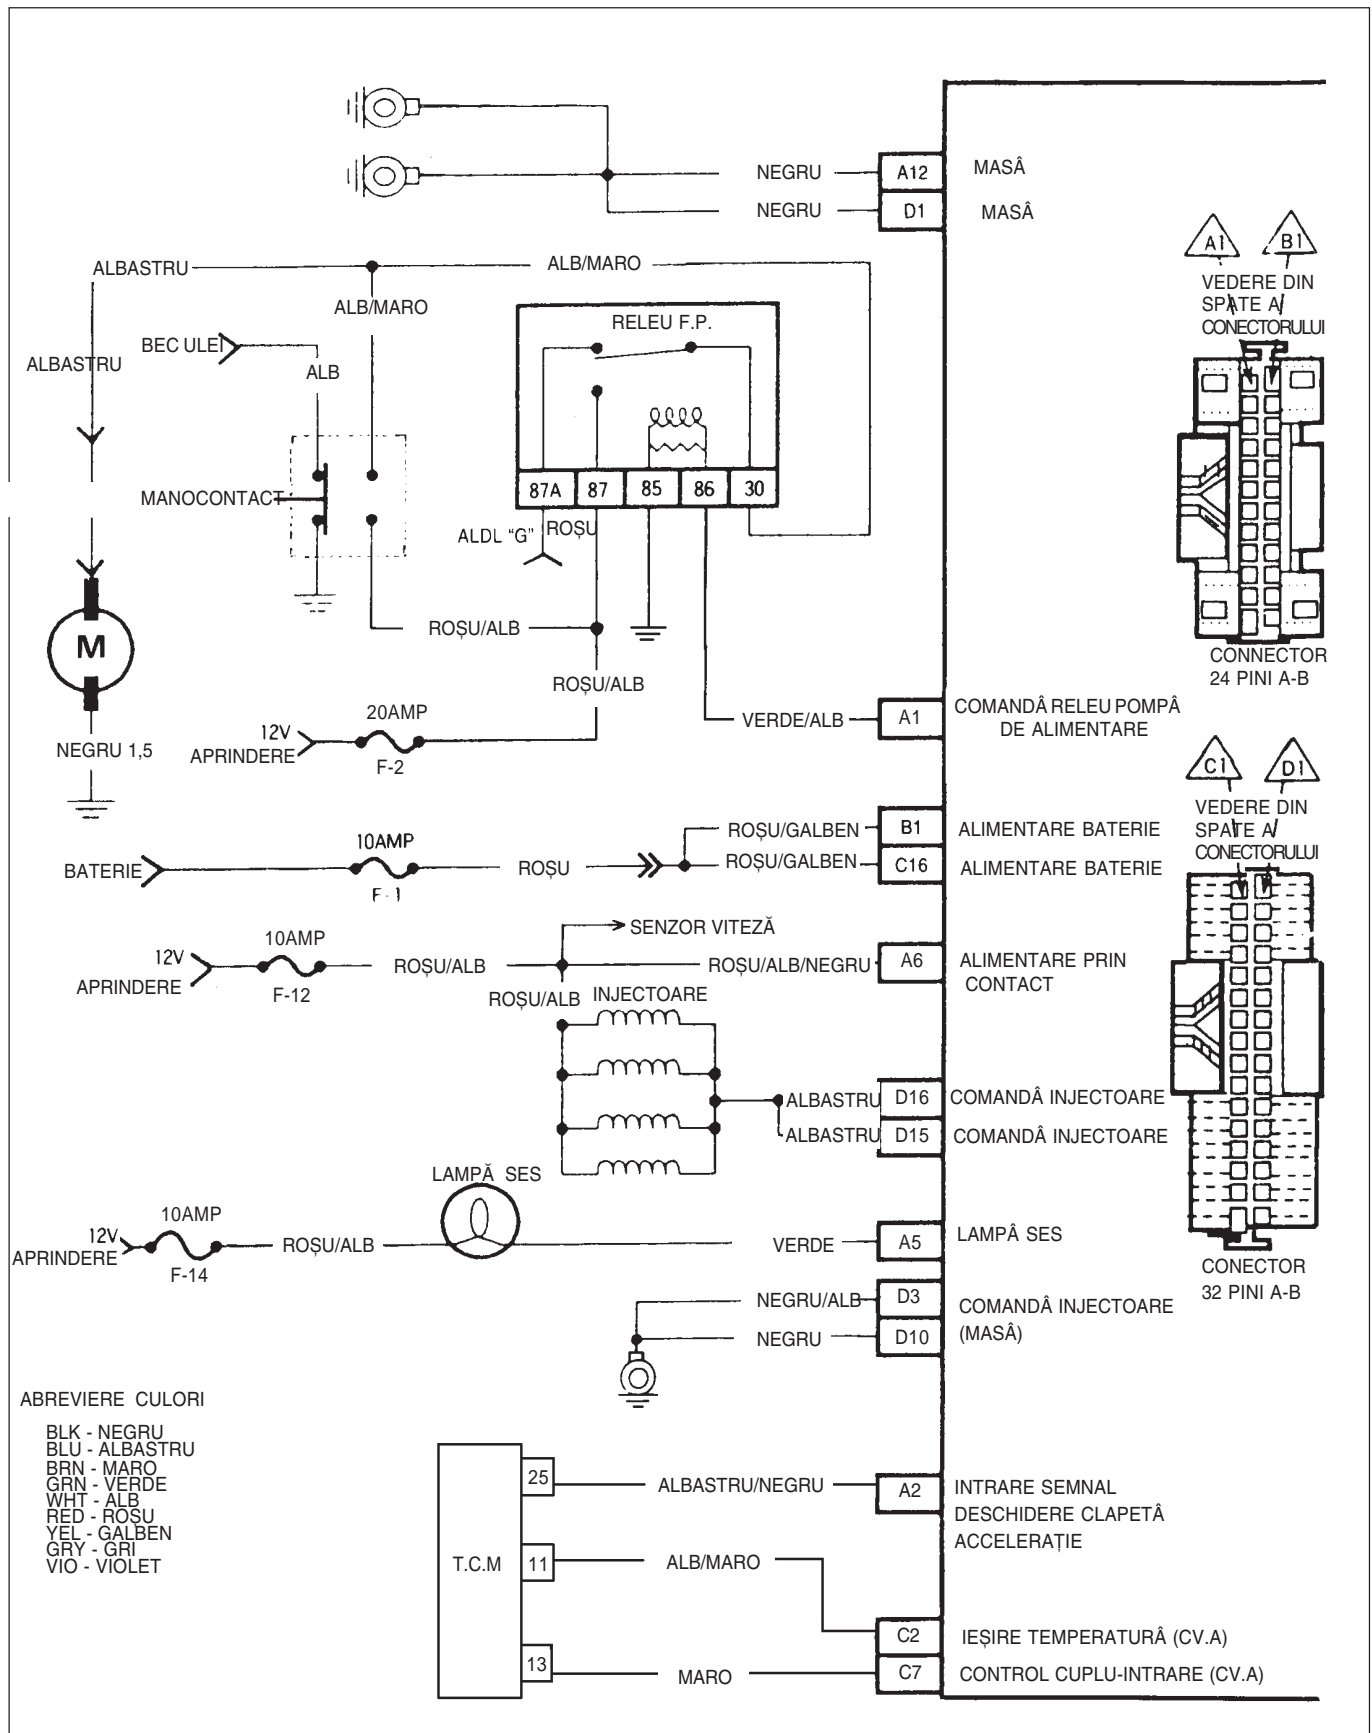 NEGRU
A12
MASÂ
NEGRU
D1
MASÂ
A1
B1
VEDERE DIN
SPATE A
CONECTORULUI
ALBASTRU
ALB/MARO
ALB/MARO
RELEU F.P.
BEC ULEI
ALBASTRU
ALB
MANOCONTACT
87A
87
85
86
30
ALDL "G"
ROȘU
M
ROȘU/ALB
ROȘU/ALB
CONNECTOR
24 PINI A-B
NEGRU 1,5
12V
APRINDERE
20AMP
F-2
VERDE/ALB
A1
COMANDÂ RELEU POMPÂ
DE ALIMENTARE
C1
D1
VEDERE DIN
SPATE A
CONECTORULUI
BATERIE
10AMP
F-1
ROȘU
ROȘU/GALBEN
B1
ALIMENTARE BATERIE
ROȘU/GALBEN
C16
ALIMENTARE BATERIE
SENZOR VITEZĂ
12V
APRINDERE
10AMP
F-12
ROȘU/ALB
ROȘU/ALB/NEGRU
A6
ALIMENTARE PRIN
CONTACT
ROȘU/ALB
INJECTOARE
ALBASTRU
D16
COMANDÂ INJECTOARE
ALBASTRU
D15
COMANDÂ INJECTOARE
LAMPĂ SES
12V
APRINDERE
10AMP
F-14
ROȘU/ALB
VERDE
A5
LAMPÂ SES
CONECTOR
32 PINI A-B
NEGRU/ALB
D3
COMANDÂ INJECTOARE
(MASÂ)
NEGRU
D10
ABREVIERE CULORI
BLK - NEGRU
BLU - ALBASTRU
BRN - MARO
GRN - VERDE
WHT - ALB
RED - ROȘU
YEL - GALBEN
GRY - GRI
VIO - VIOLET
T.C.M
25
ALBASTRU/NEGRU
A2
INTRARE SEMNAL
DESCHIDERE CLAPETÂ
ACCELERAȚIE
11
ALB/MARO
C2
IEȘIRE TEMPERATURÂ (CV.A)
13
MARO
C7
CONTROL CUPLU-INTRARE (CV.A)